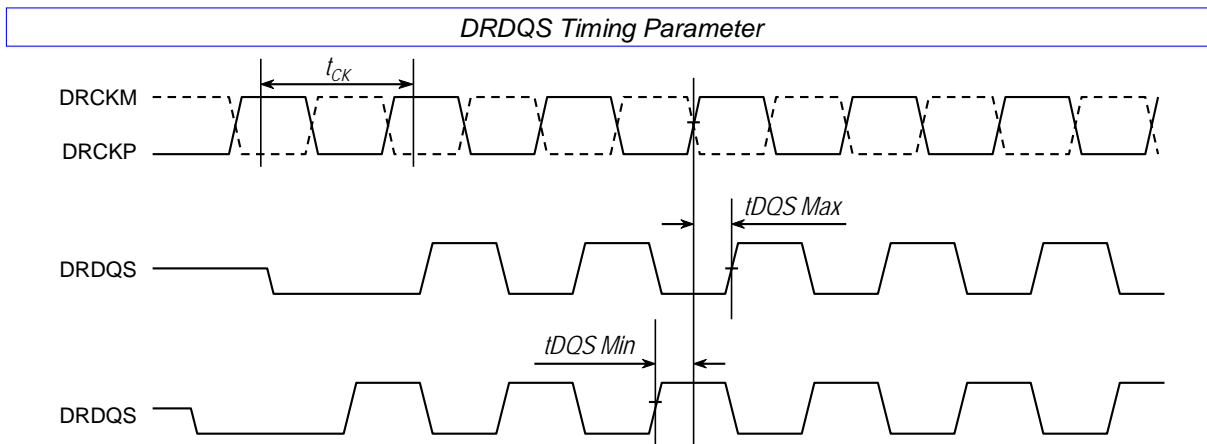 DRDQS Timing Parameter
tCK
DRCKM
DRCKP
tDQS Max
DRDQS
tDQS Min
DRDQS